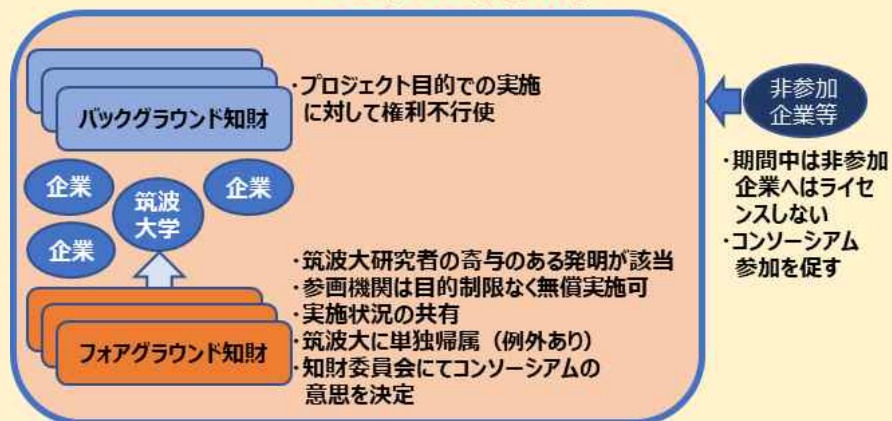 バックグラウンド知財
・プロジェクト目的での実施
に対して権利不行使
企業
筑波
大学
企業
企業
フォアグラウンド知財
・筑波大研究者の寄与のある発明が該当
・参画機関は目的制限なく無償実施可
・実施状況の共有
・筑波大に単独帰属（例外あり）
・知財委員会にてコンソーシアムの
意思を決定
非参加
企業等
・期間中は非参加
企業へはライセ
ンスしない
・コンソーシアム
参加を促す